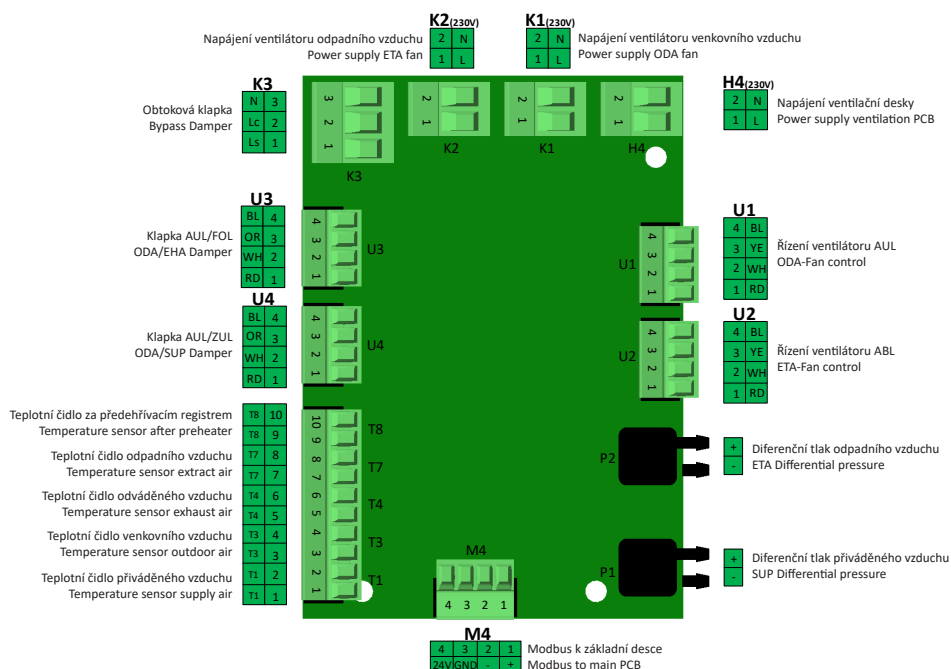 K2(230V)
Napájení ventilátoru odpadního vzduchu
Power supply ETA fan
2 N
1 L
K1(230V)
2 N
1 L
Napájení ventilátoru venkovního vzduchu
Power supply ODA fan
K3
Obtoková klapka
Bypass Damper
N 3
Lc 2
Ls 1
H4(230V)
2 N
1 L
Napájení ventilační desky
Power supply ventilation PCB
3
2
1
K3
2
1
K2
2
1
K1
2
1
H4
U3
Klapka AUL/FOL
ODA/EHA Damper
BL 4
OR 3
WH 2
RD 1
4
3
2
1
U3
U1
4
3
2
1
U1
4 BL
3 YE
2 WH
1 RD
Řízení ventilátoru AUL
ODA-Fan control
U4
Klapka AUL/ZUL
ODA/SUP Damper
BL 4
OR 3
WH 2
RD 1
4
3
2
1
U4
U2
4
3
2
1
U2
4 BL
3 YE
2 WH
1 RD
Řízení ventilátoru ABL
ETA-Fan control
Teplotní čidlo za předehřívacím registrem
Temperature sensor after preheater
Teplotní čidlo odpadního vzduchu
Temperature sensor extract air
Teplotní čidlo odváděného vzduchu
Temperature sensor exhaust air
Teplotní čidlo venkovního vzduchu
Temperature sensor outdoor air
Teplotní čidlo přiváděného vzduchu
Temperature sensor supply air
T8 10
T8 9
T7 8
T7 7
T4 6
T4 5
T3 4
T3 3
T1 2
T1 1
10
9
8
7
6
5
4
3
2
1
T8
T7
T4
T3
T1
P2
+
-
Diferenční tlak odpadního vzduchu
ETA Differential pressure
P1
+
-
Diferenční tlak přiváděného vzduchu
SUP Differential pressure
M4
4 3 2 1
M4
4 3 2 1
24V GND - +
Modbus k základní desce
Modbus to main PCB